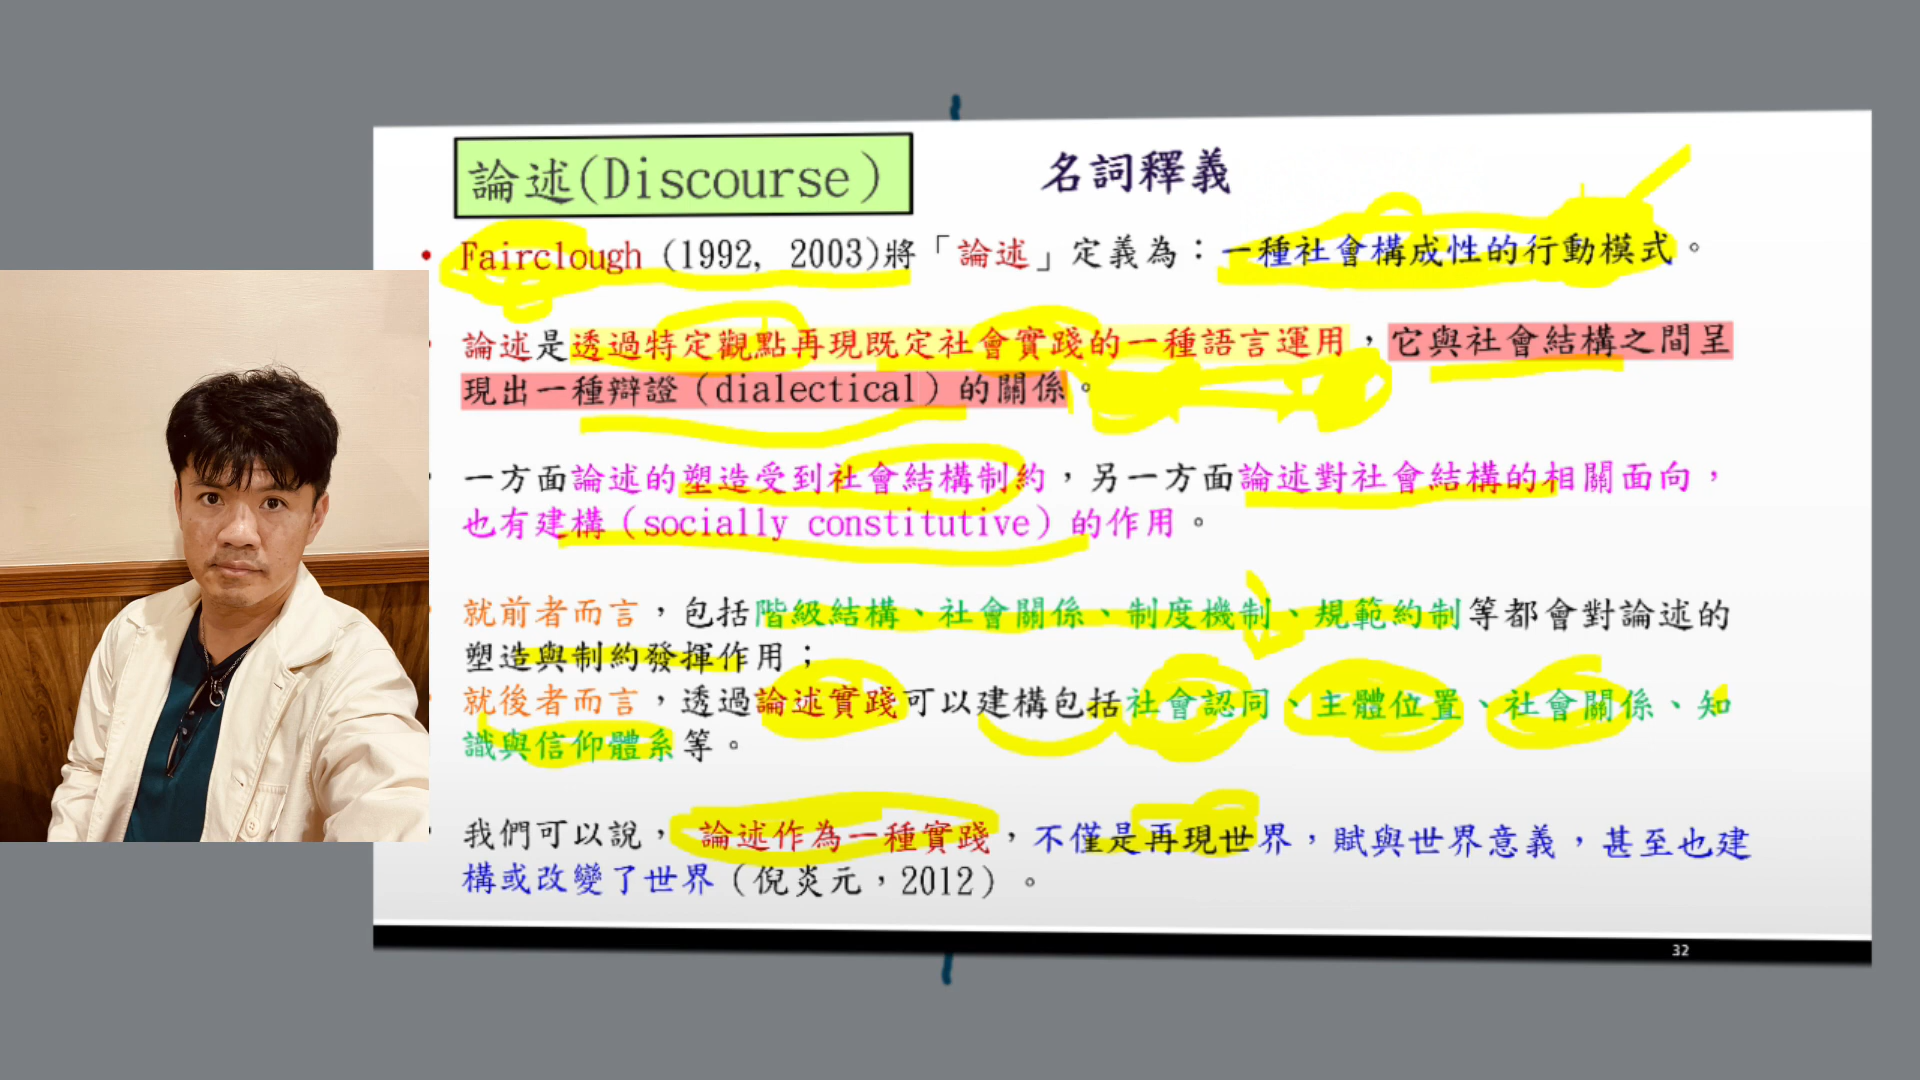 論述(Discourse)
名詞釋義
• Fairclough (1992, 2003)將「論述」定義為：一種社會構成性的行動模式。
論述是透過特定觀點再現既定社會實踐的一種語言運用，它與社會結構之間呈
現出一種辯證（dialectical）的關係。
一方面論述的塑造受到社會結構制約，另一方面論述對社會結構的相關面向，
也有建構（socially constitutive）的作用。
就前者而言，包括階級結構、社會關係、制度機制、規範約制等都會對論述的
塑造與制約發揮作用；
就後者而言，透過論述實踐可以建構包括社會認同、主體位置、社會關係、知
識與信仰體系等。
我們可以說，論述作為一種實踐，不僅是再現世界，賦與世界意義，甚至也建
構或改變了世界（倪炎元，2012）。
32